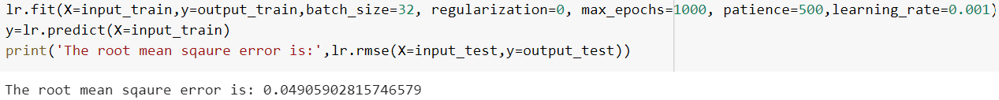 lr.fit(X=input_train,y=output_train,batch_size=32, regularization=0, max_epochs=1000, patience=500,learning_rate=0.001)
y=lr.predict(X=input_train)
print('The root mean sqaure error is:',lr.rmse(X=input_test,y=output_test))
The root mean sqaure error is: 0.04905902815746579